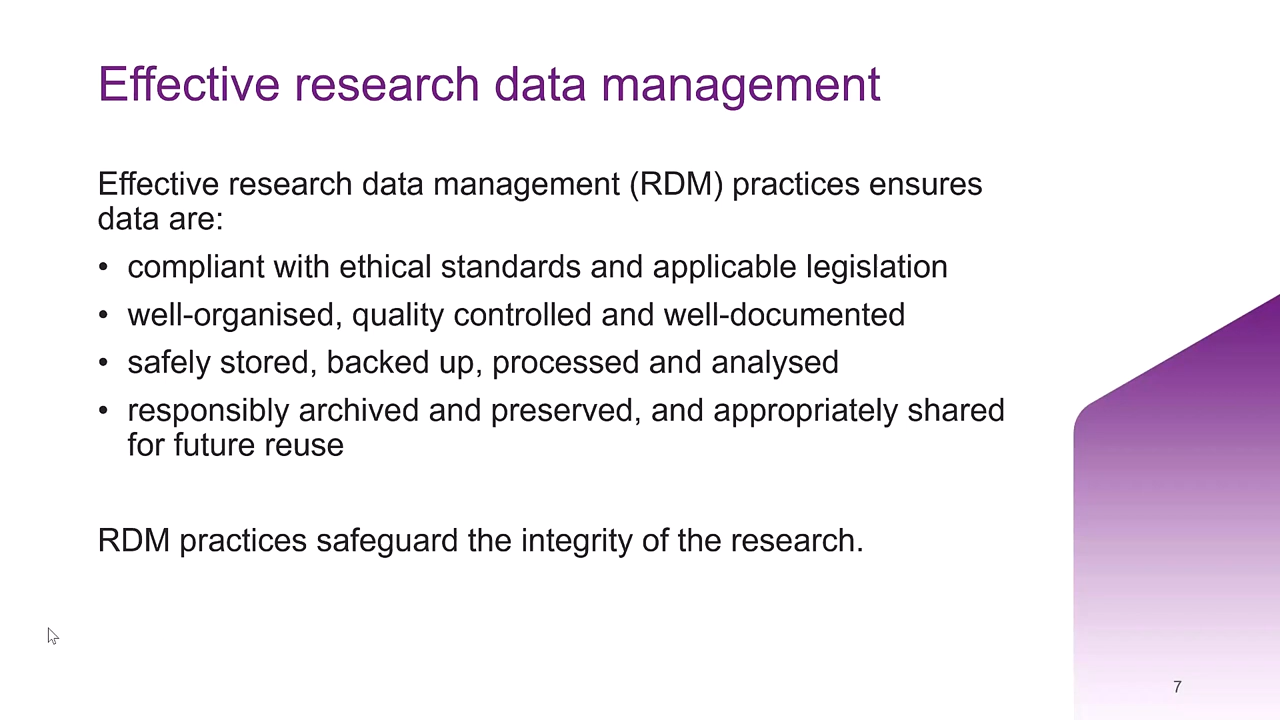 Effective research data management
Effective research data management (RDM) practices ensures
data are:
• compliant with ethical standards and applicable legislation
• well-organised, quality controlled and well-documented
• safely stored, backed up, processed and analysed
• responsibly archived and preserved, and appropriately shared
for future reuse
RDM practices safeguard the integrity of the research.
7